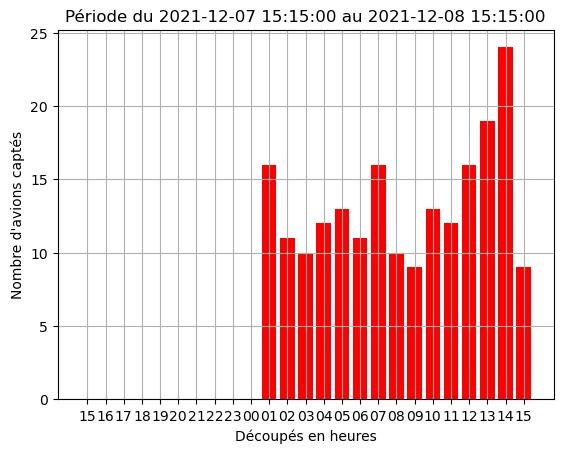 Période du 2021-12-07 15:15:00 au 2021-12-08 15:15:00
25
20
15
10
5
0
Nombre d'avions captés
15 16 17 18 19 20 21 22 23 00 01 02 03 04 05 06 07 08 09 10 11 12 13 14 15
Découpés en heures